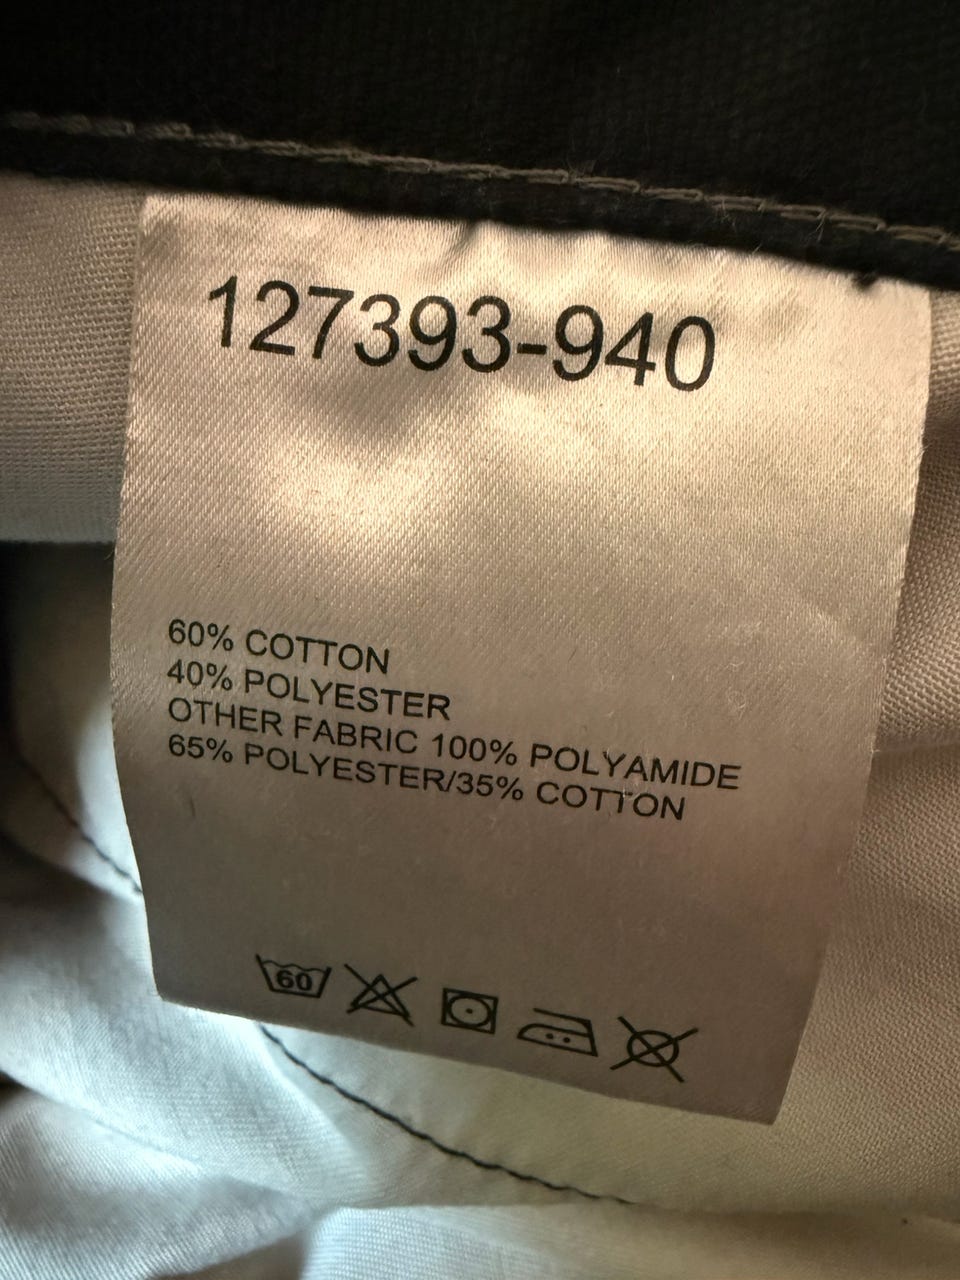 127393-940
60% COTTON
40% POLYESTER
OTHER FABRIC 100% POLYAMIDE
65% POLYESTER/35% COTTON
60